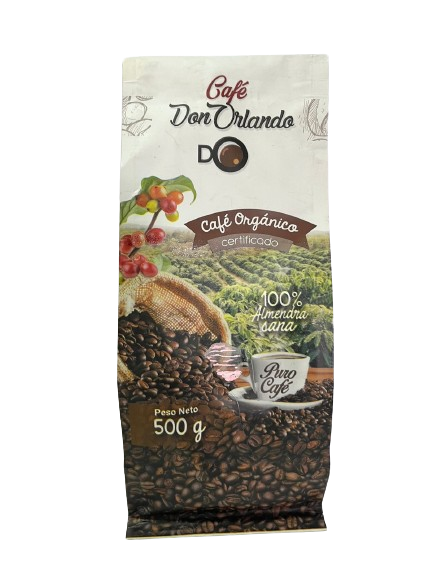 Café
Don Orlando
DO
Café Orgánico
certificado
100%
Almendra
sana
Puro
Café
Peso Neto
500 g